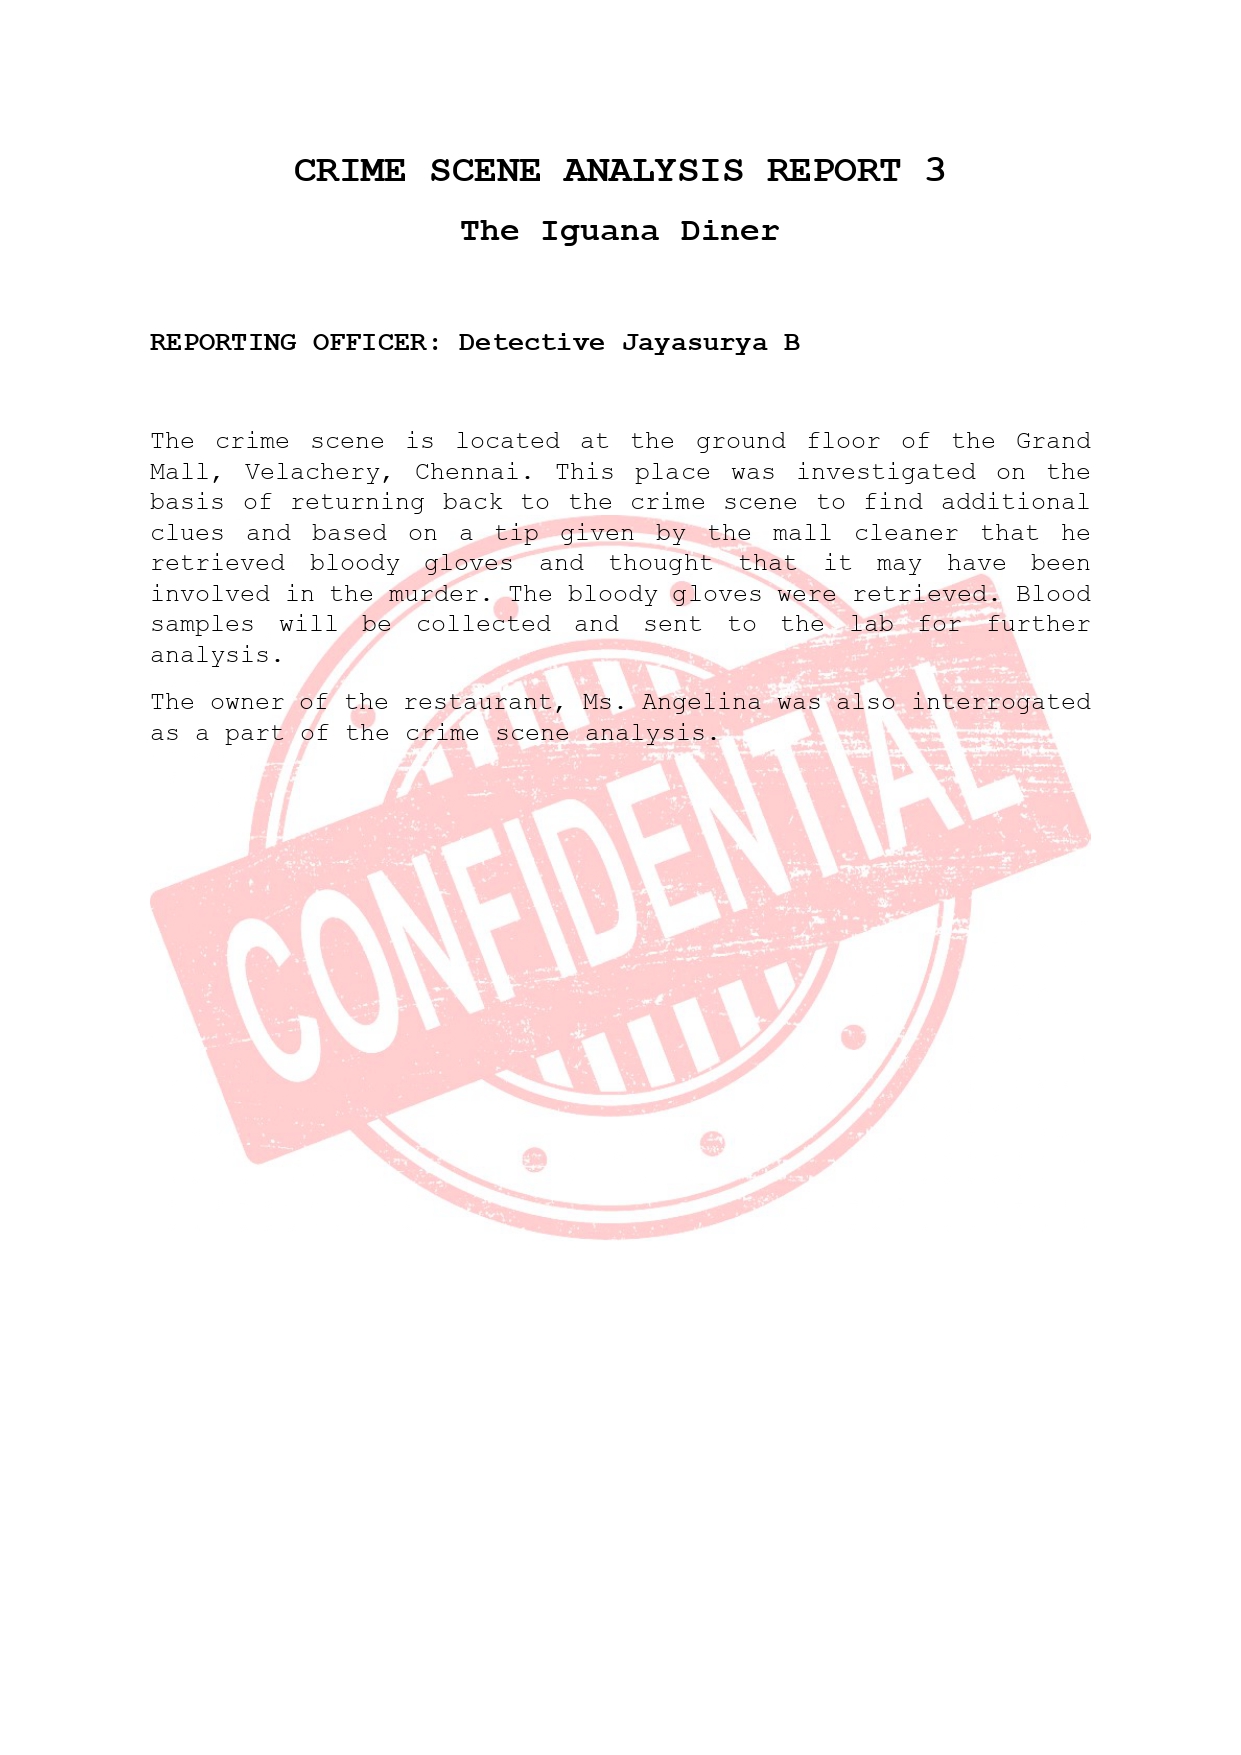 CRIME SCENE ANALYSIS REPORT 3
The Iguana Diner
REPORTING OFFICER: Detective Jayasurya B
The crime scene is located at the ground floor of the Grand
Mall, Velachery, Chennai. This place was investigated on the
basis of returning back to the crime scene to find additional
clues and based on a tip given by the mall cleaner that he
retrieved bloody gloves and thought that it may have been
involved in the murder. The bloody gloves were retrieved. Blood
samples will be collected and sent to the lab for further
analysis.
The owner of the restaurant, Ms. Angelina was also interrogated
as a part of the crime scene analysis.
CONFIDENTIAL